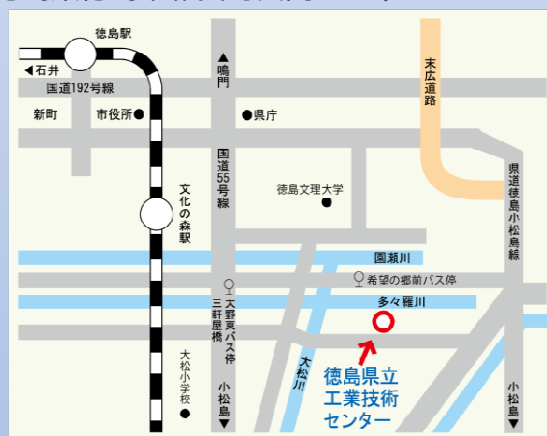 徳島駅
◀石井
国道192号線
▲鳴門
末広道路
新町
市役所●
●県庁
国道55号線
徳島文理大学
県道徳島小松島線
文化の森駅
園瀬川
希望の郷前バス停
多々羅川
大野東バス停
三軒屋橋
大松川
大松小学校
小松島▼
徳島県立
工業技術
センター
小松島▼